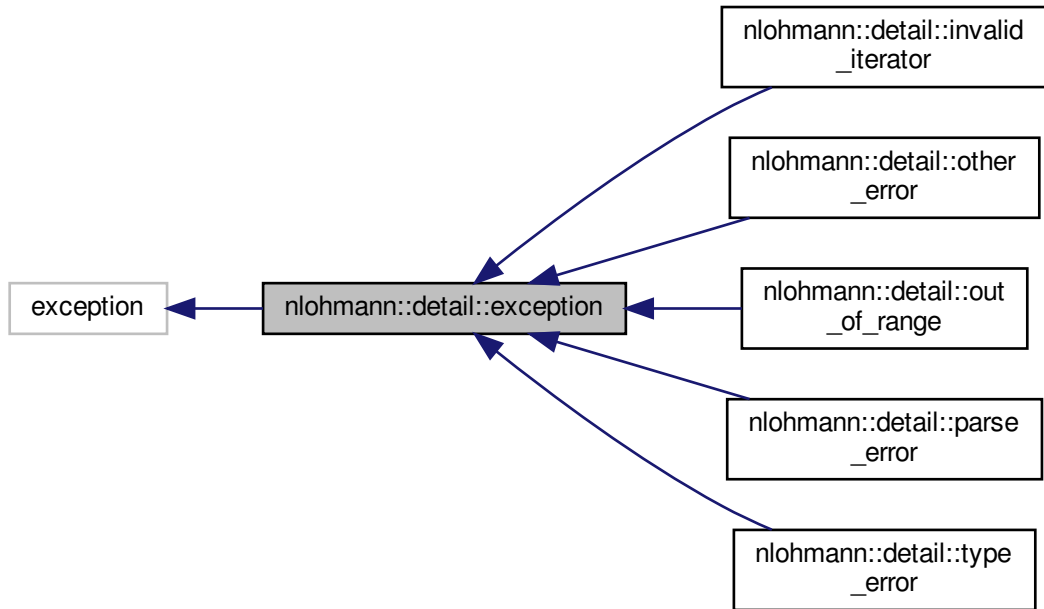 exception
nlohmann::detail::exception
nlohmann::detail::invalid
_iterator
nlohmann::detail::other
_error
nlohmann::detail::out
_of_range
nlohmann::detail::parse
_error
nlohmann::detail::type
_error